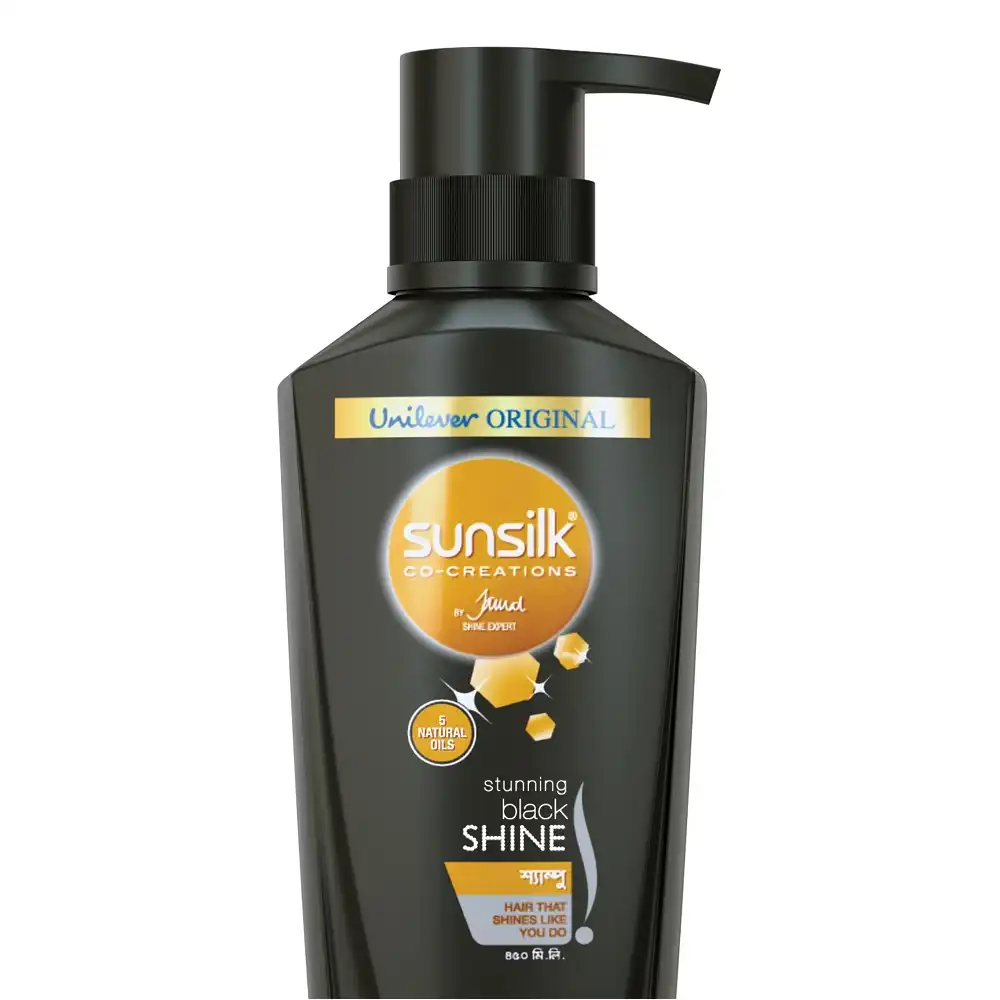 Unilever ORIGINAL
sunsilk®
CO-CREATIONS
BY Jamal
SHINE EXPERT
5
NATURAL
OILS
stunning
black
SHINE
শ্যাম্পু
HAIR THAT
SHINES LIKE
YOU DO
৪৫০ মি.লি.